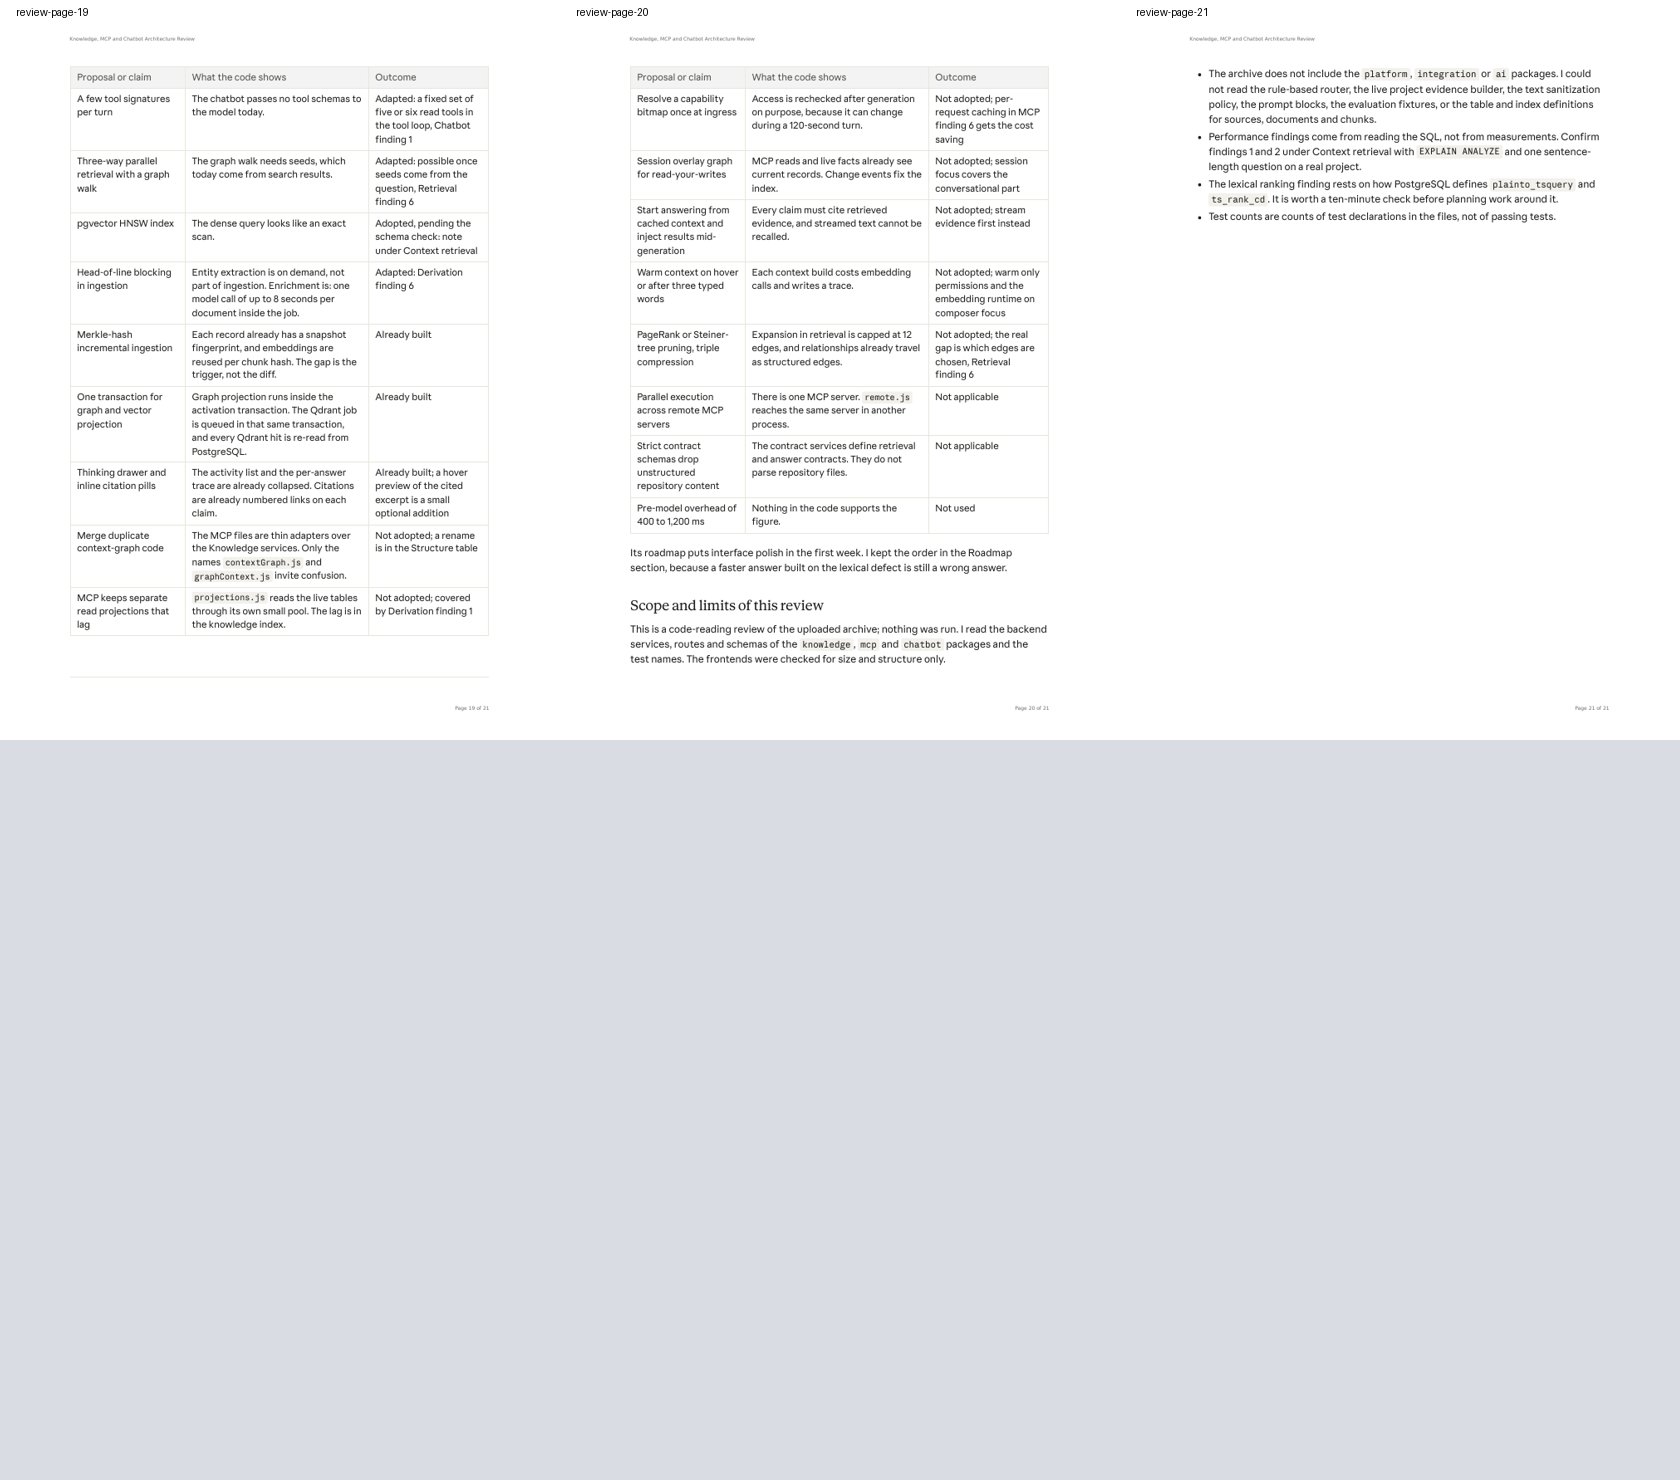 review-page-19
Knowledge, MCP and Chatbot Architecture Review
Proposal or claim
What the code shows
Outcome
A few tool signatures
per turn
The chatbot passes no tool schemas to
the model today.
Adapted: a fixed set of
five or six read tools in
the tool loop, Chatbot
finding 1
Three-way parallel
retrieval with a graph
walk
The graph walk needs seeds, which
today come from search results.
Adapted: possible once
seeds come from the
question, Retrieval
finding 6
pgvector HNSW index
The dense query looks like an exact
scan.
Adopted, pending the
schema check: note
under Context retrieval
Head-of-line blocking
in ingestion
Entity extraction is on demand, not
part of ingestion. Enrichment is: one
model call of up to 8 seconds per
document inside the job.
Adapted: Derivation
finding 6
Merkle-hash
incremental ingestion
Each record already has a snapshot
fingerprint, and embeddings are
reused per chunk hash. The gap is the
trigger, not the diff.
Already built
One transaction for
graph and vector
projection
Graph projection runs inside the
activation transaction. The Qdrant job
is queued in that same transaction,
and every Qdrant hit is re-read from
PostgreSQL.
Already built
Thinking drawer and
inline citation pills
The activity list and the per-answer
trace are already collapsed. Citations
are already numbered links on each
claim.
Already built; a hover
preview of the cited
excerpt is a small
optional addition
Merge duplicate
context-graph code
The MCP files are thin adapters over
the Knowledge services. Only the
names contextGraph.js and
graphContext.js invite confusion.
Not adopted; a rename
is in the Structure table
MCP keeps separate
read projections that
lag
projections.js reads the live tables
through its own small pool. The lag is in
the knowledge index.
Not adopted; covered
by Derivation finding 1
Page 19 of 21
review-page-20
Knowledge, MCP and Chatbot Architecture Review
Proposal or claim
What the code shows
Outcome
Resolve a capability
bitmap once at ingress
Access is rechecked after generation
on purpose, because it can change
during a 120-second turn.
Not adopted; per-
request caching in MCP
finding 6 gets the cost
saving
Session overlay graph
for read-your-writes
MCP reads and live facts already see
current records. Change events fix the
index.
Not adopted; session
focus covers the
conversational part
Start answering from
cached context and
inject results mid-
generation
Every claim must cite retrieved
evidence, and streamed text cannot be
recalled.
Not adopted; stream
evidence first instead
Warm context on hover
or after three typed
words
Each context build costs embedding
calls and writes a trace.
Not adopted; warm only
permissions and the
embedding runtime on
composer focus
PageRank or Steiner-
tree pruning, triple
compression
Expansion in retrieval is capped at 12
edges, and relationships already travel
as structured edges.
Not adopted; the real
gap is which edges are
chosen, Retrieval
finding 6
Parallel execution
across remote MCP
servers
There is one MCP server. remote.js
reaches the same server in another
process.
Not applicable
Strict contract
schemas drop
unstructured
repository content
The contract services define retrieval
and answer contracts. They do not
parse repository files.
Not applicable
Pre-model overhead of
400 to 1,200 ms
Nothing in the code supports the
figure.
Not used
Its roadmap puts interface polish in the first week. I kept the order in the Roadmap
section, because a faster answer built on the lexical defect is still a wrong answer.
Scope and limits of this review
This is a code-reading review of the uploaded archive; nothing was run. I read the backend
services, routes and schemas of the knowledge, mcp and chatbot packages and the
test names. The frontends were checked for size and structure only.
Page 20 of 21
review-page-21
Knowledge, MCP and Chatbot Architecture Review
• The archive does not include the platform, integration or ai packages. I could
not read the rule-based router, the live project evidence builder, the text sanitization
policy, the prompt blocks, the evaluation fixtures, or the table and index definitions
for sources, documents and chunks.
• Performance findings come from reading the SQL, not from measurements. Confirm
findings 1 and 2 under Context retrieval with EXPLAIN ANALYZE and one sentence-
length question on a real project.
• The lexical ranking finding rests on how PostgreSQL defines plainto_tsquery and
ts_rank_cd. It is worth a ten-minute check before planning work around it.
• Test counts are counts of test declarations in the files, not of passing tests.
Page 21 of 21